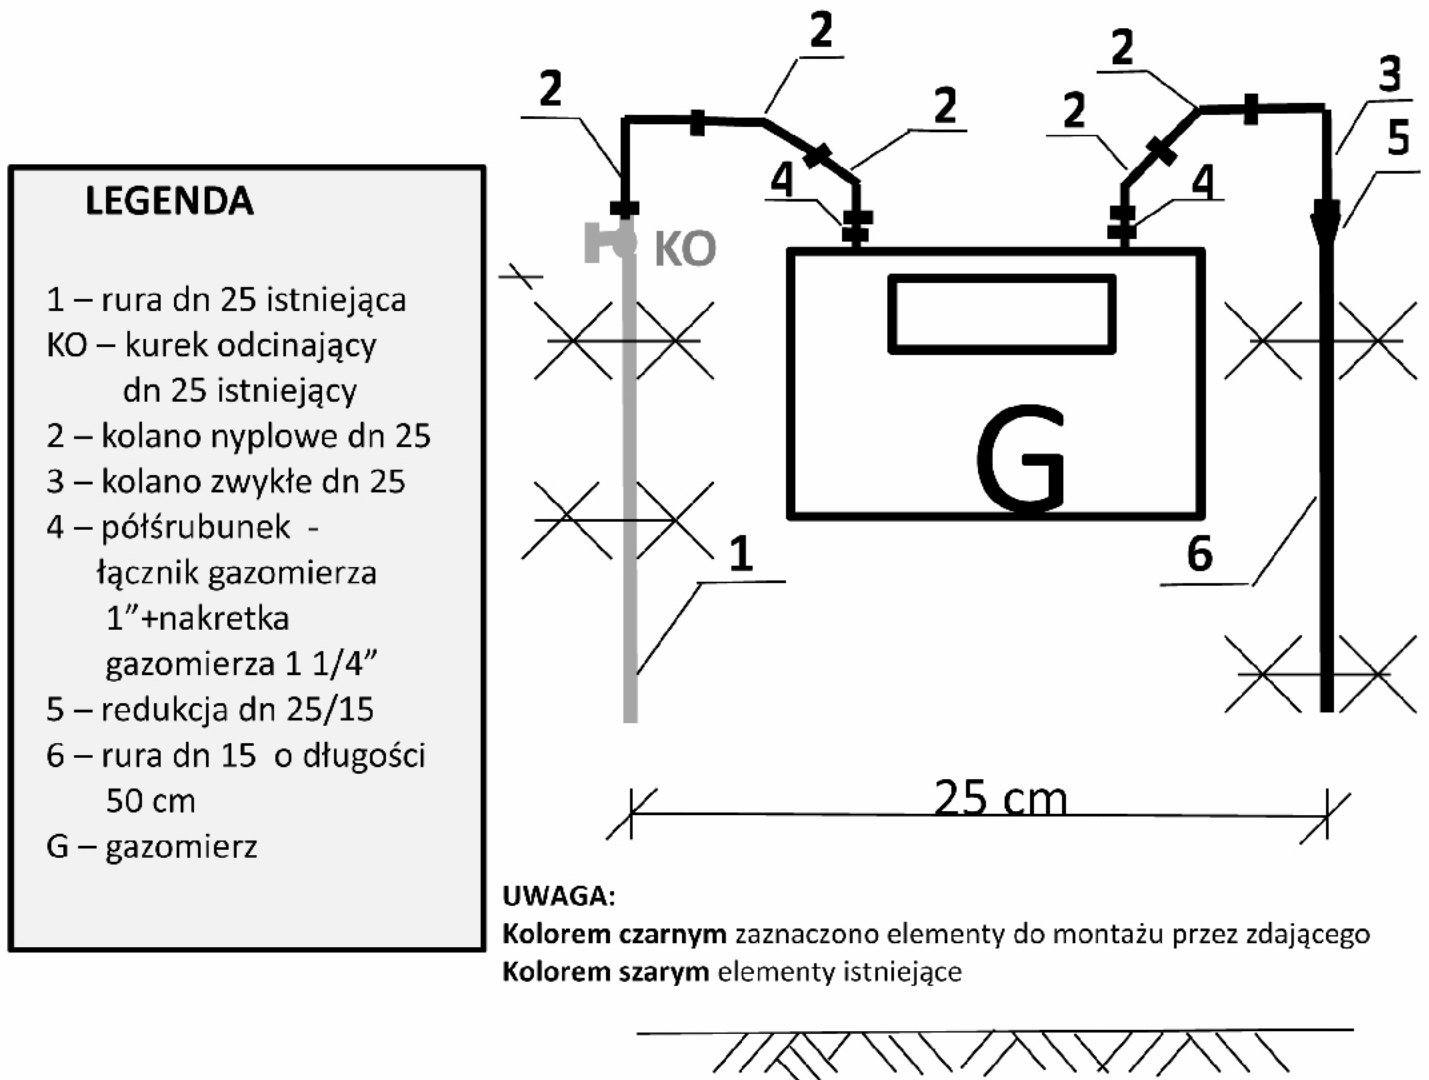 2
2
2
3
2
2
2
5
4
4
LEGENDA
KO
1 – rura dn 25 istniejąca
KO – kurek odcinający
dn 25 istniejący
2 – kolano nyplowe dn 25
3 – kolano zwykłe dn 25
4 – półśrubunek -
łącznik gazomierza
1”+nakretka
gazomierza 1 1/4”
5 – redukcja dn 25/15
6 – rura dn 15 o długości
50 cm
G – gazomierz
G
1
6
25 cm
UWAGA:
Kolorem czarnym zaznaczono elementy do montażu przez zdającego
Kolorem szarym elementy istniejące